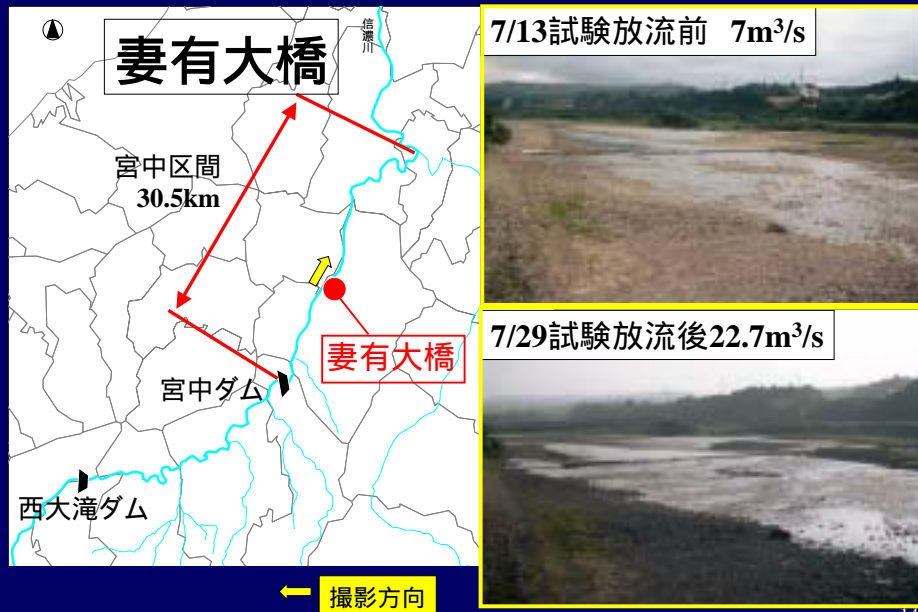 妻有大橋
信濃川
宮中区間
30.5km
妻有大橋
宮中ダム
西大滝ダム
撮影方向
7/13試験放流前 7m³/s
7/29試験放流後22.7m³/s